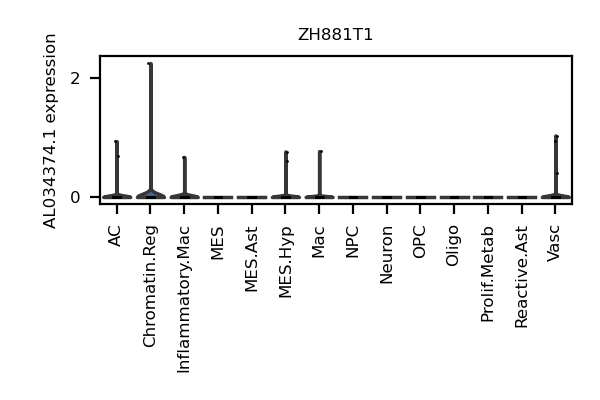 ZH881T1
AL034374.1 expression
2
0
AC
Chromatin.Reg
Inflammatory.Mac
MES
MES.Ast
MES.Hyp
Mac
NPC
Neuron
OPC
Oligo
Prolif.Metab
Reactive.Ast
Vasc